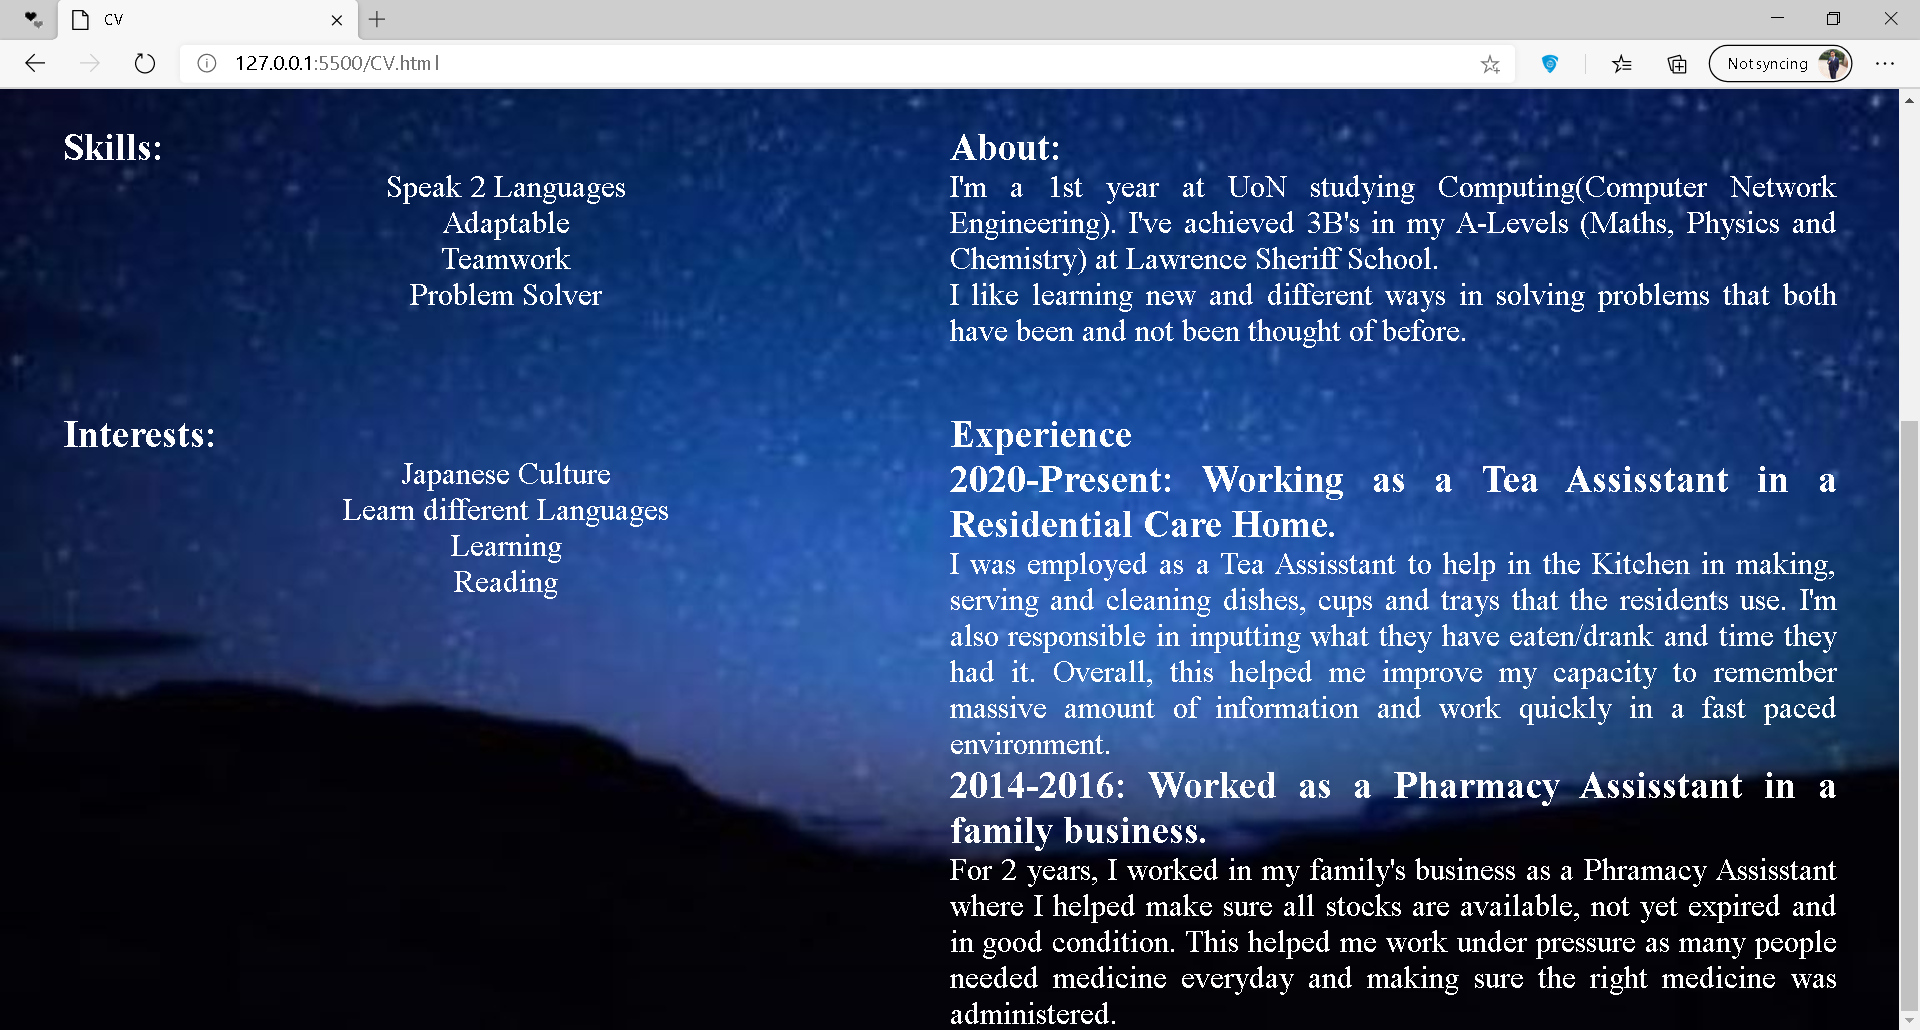 CV
127.0.0.1:5500/CV.html
Not syncing
Skills:
Speak 2 Languages
Adaptable
Teamwork
Problem Solver
About:
I'm a 1st year at UoN studying Computing(Computer Network
Engineering). I've achieved 3B's in my A-Levels (Maths, Physics and
Chemistry) at Lawrence Sheriff School.
I like learning new and different ways in solving problems that both
have been and not been thought of before.
Interests:
Japanese Culture
Learn different Languages
Learning
Reading
Experience
2020-Present: Working as a Tea Assisstant in a
Residential Care Home.
I was employed as a Tea Assisstant to help in the Kitchen in making,
serving and cleaning dishes, cups and trays that the residents use. I'm
also responsible in inputting what they have eaten/drank and time they
had it. Overall, this helped me improve my capacity to remember
massive amount of information and work quickly in a fast paced
environment.
2014-2016: Worked as a Pharmacy Assisstant in a
family business.
For 2 years, I worked in my family's business as a Phramacy Assisstant
where I helped make sure all stocks are available, not yet expired and
in good condition. This helped me work under pressure as many people
needed medicine everyday and making sure the right medicine was
administered.